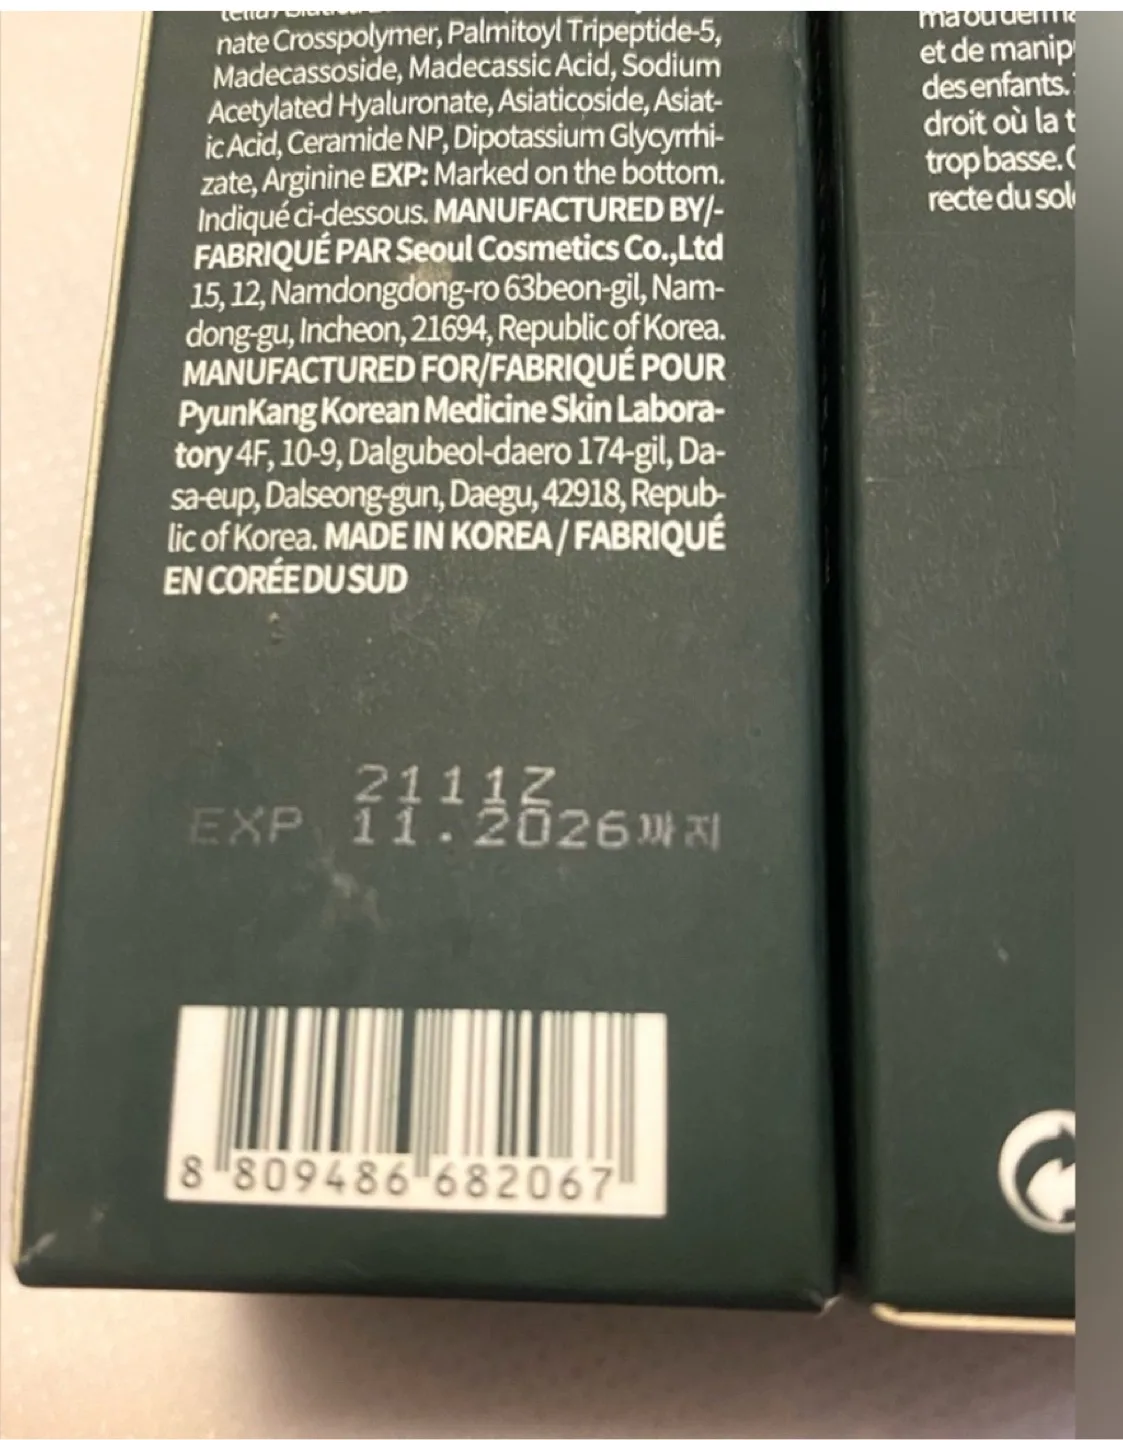 nate Crosspolymer, Palmitoyl Tripeptide-5,
Madecassoside, Madecassic Acid, Sodium
Acetylated Hyaluronate, Asiaticoside, Asiat-
ic Acid, Ceramide NP, Dipotassium Glycyrrhi-
zate, Arginine EXP: Marked on the bottom.
Indiqué ci-dessous. MANUFACTURED BY/-
FABRIQUÉ PAR Seoul Cosmetics Co.,Ltd
15, 12, Namdongdong-ro 63beon-gil, Nam-
dong-gu, Incheon, 21694, Republic of Korea.
MANUFACTURED FOR/FABRIQUÉ POUR
PyunKang Korean Medicine Skin Labora-
tory 4F, 10-9, Dalgubeol-daero 174-gil, Da-
sa-eup, Dalseong-gun, Daegu, 42918, Repub-
lic of Korea. MADE IN KOREA / FABRIQUÉ
EN CORÉE DU SUD
2111Z
EXP 11.2026까지
8 809486 682067
et de manip
des enfants.
droit où la t
trop basse.
recte du sol